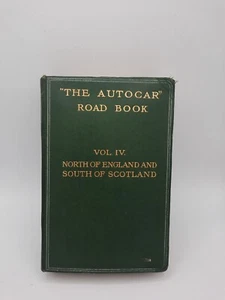 "THE AUTOCAR"
ROAD BOOK
VOL IV.
NORTH OF ENGLAND AND
SOUTH OF SCOTLAND